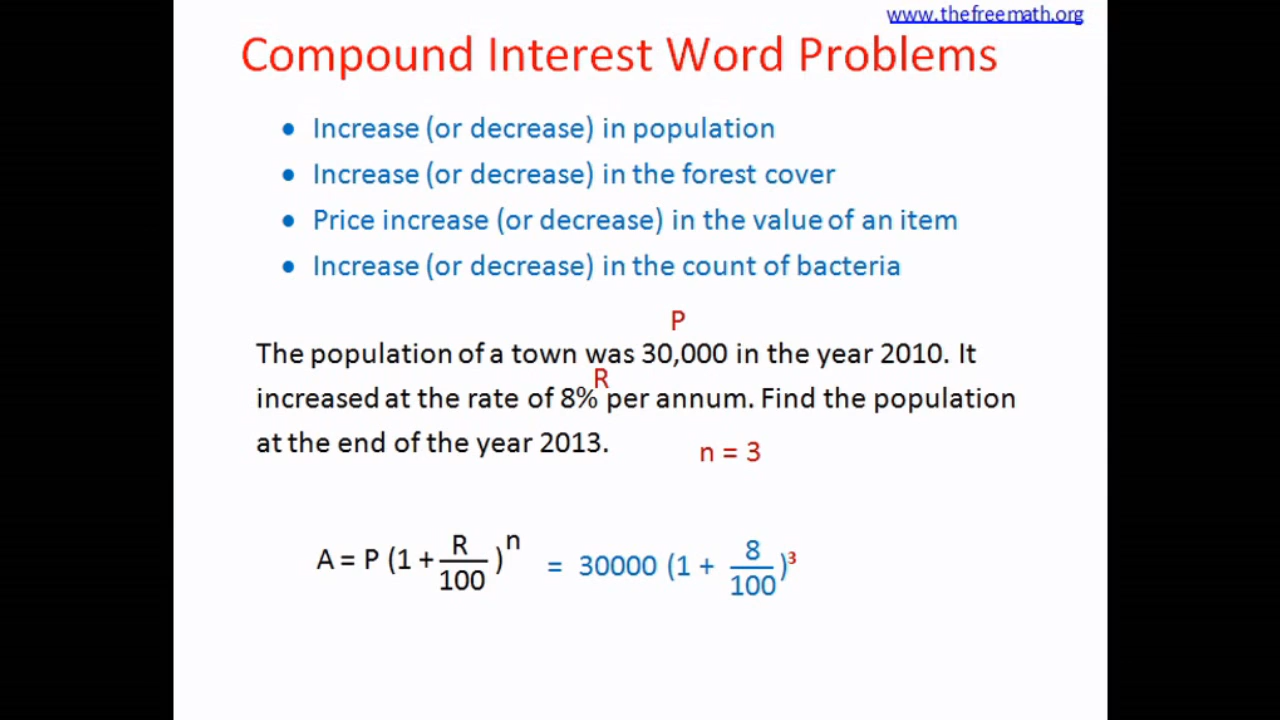 www.thefreemath.org
Compound Interest Word Problems
• Increase (or decrease) in population
• Increase (or decrease) in the forest cover
• Price increase (or decrease) in the value of an item
• Increase (or decrease) in the count of bacteria
P
The population of a town was 30,000 in the year 2010. It
R
increased at the rate of 8% per annum. Find the population
at the end of the year 2013.
n = 3
A = P (1 + R/100)^n = 30000 (1 + 8/100)^3